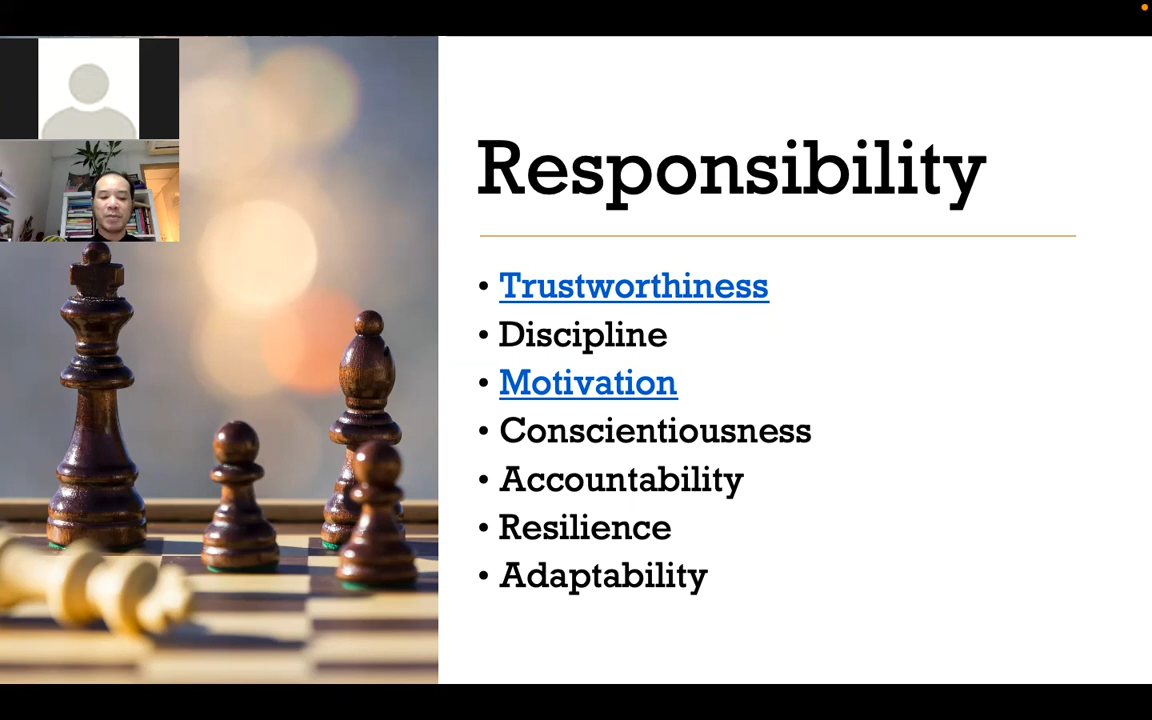 Responsibility
• Trustworthiness
• Discipline
• Motivation
• Conscientiousness
• Accountability
• Resilience
• Adaptability